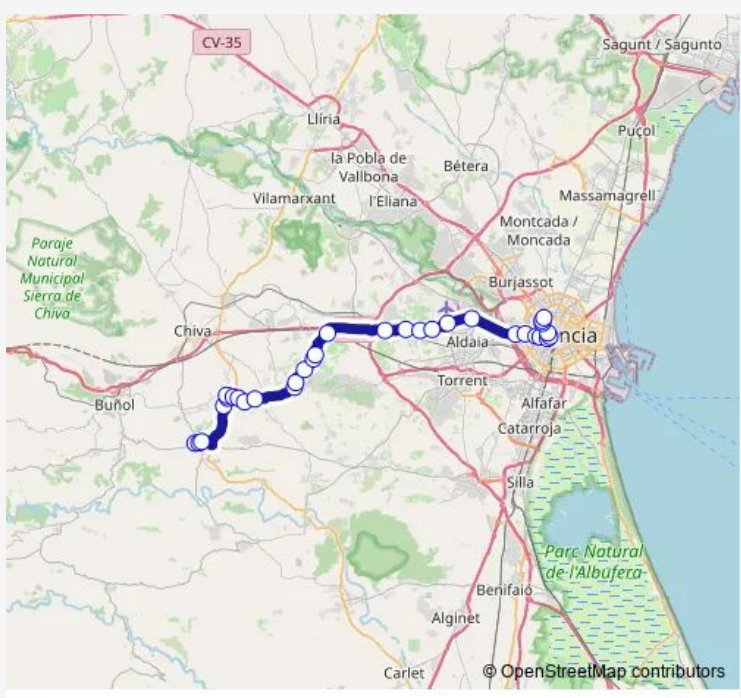 CV-35
Sagunt / Sagunto
Llíria
Puçol
la Pobla de
Vallbona
Bétera
Vilamarxant
l'Eliana
Massamagrell
Montcada /
Moncada
Paraje
Natural
Municipal
Sierra de
Chiva
Burjassot
Chiva
ncia
Aldaia
Torrent
Buñol
Alfafar
Catarroja
Silla
Parc Natural
de l'Albufera
Benifaió
Alginet
Carlet
© OpenStreetMap contributors